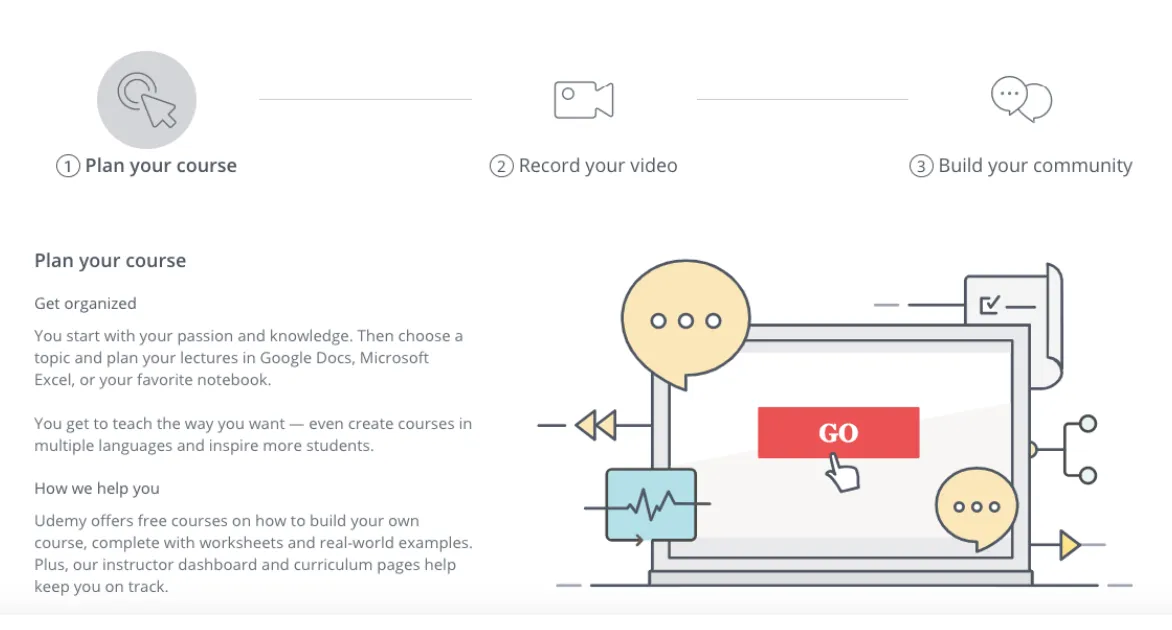 1 Plan your course
2 Record your video
3 Build your community
Plan your course
Get organized
You start with your passion and knowledge. Then choose a
topic and plan your lectures in Google Docs, Microsoft
Excel, or your favorite notebook.
You get to teach the way you want — even create courses in
multiple languages and inspire more students.
How we help you
Udemy offers free courses on how to build your own
course, complete with worksheets and real-world examples.
Plus, our instructor dashboard and curriculum pages help
keep you on track.
GO